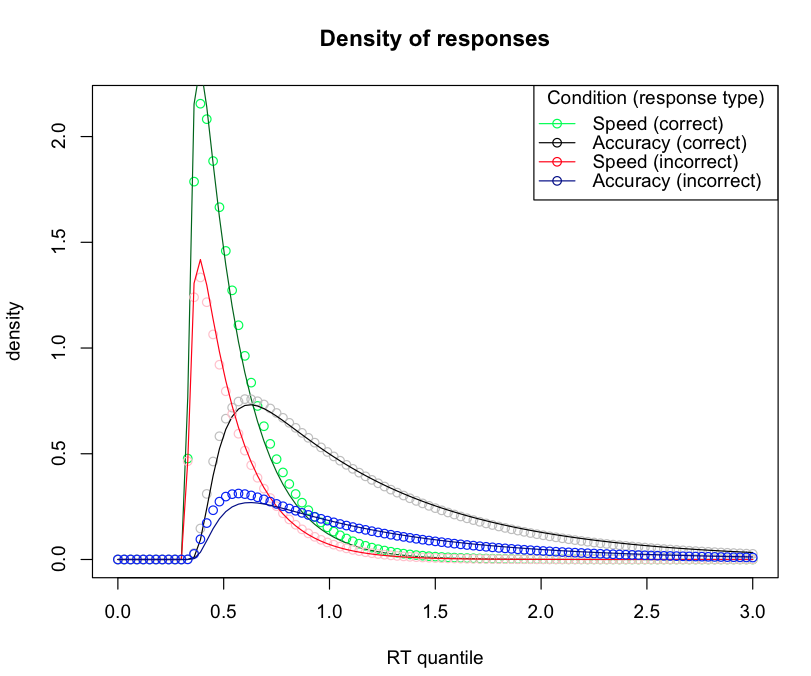 Density of responses
Condition (response type)
Speed (correct)
Accuracy (correct)
Speed (incorrect)
Accuracy (incorrect)
density
2.0
1.5
1.0
0.5
0.0
0.0 0.5 1.0 1.5 2.0 2.5 3.0
RT quantile